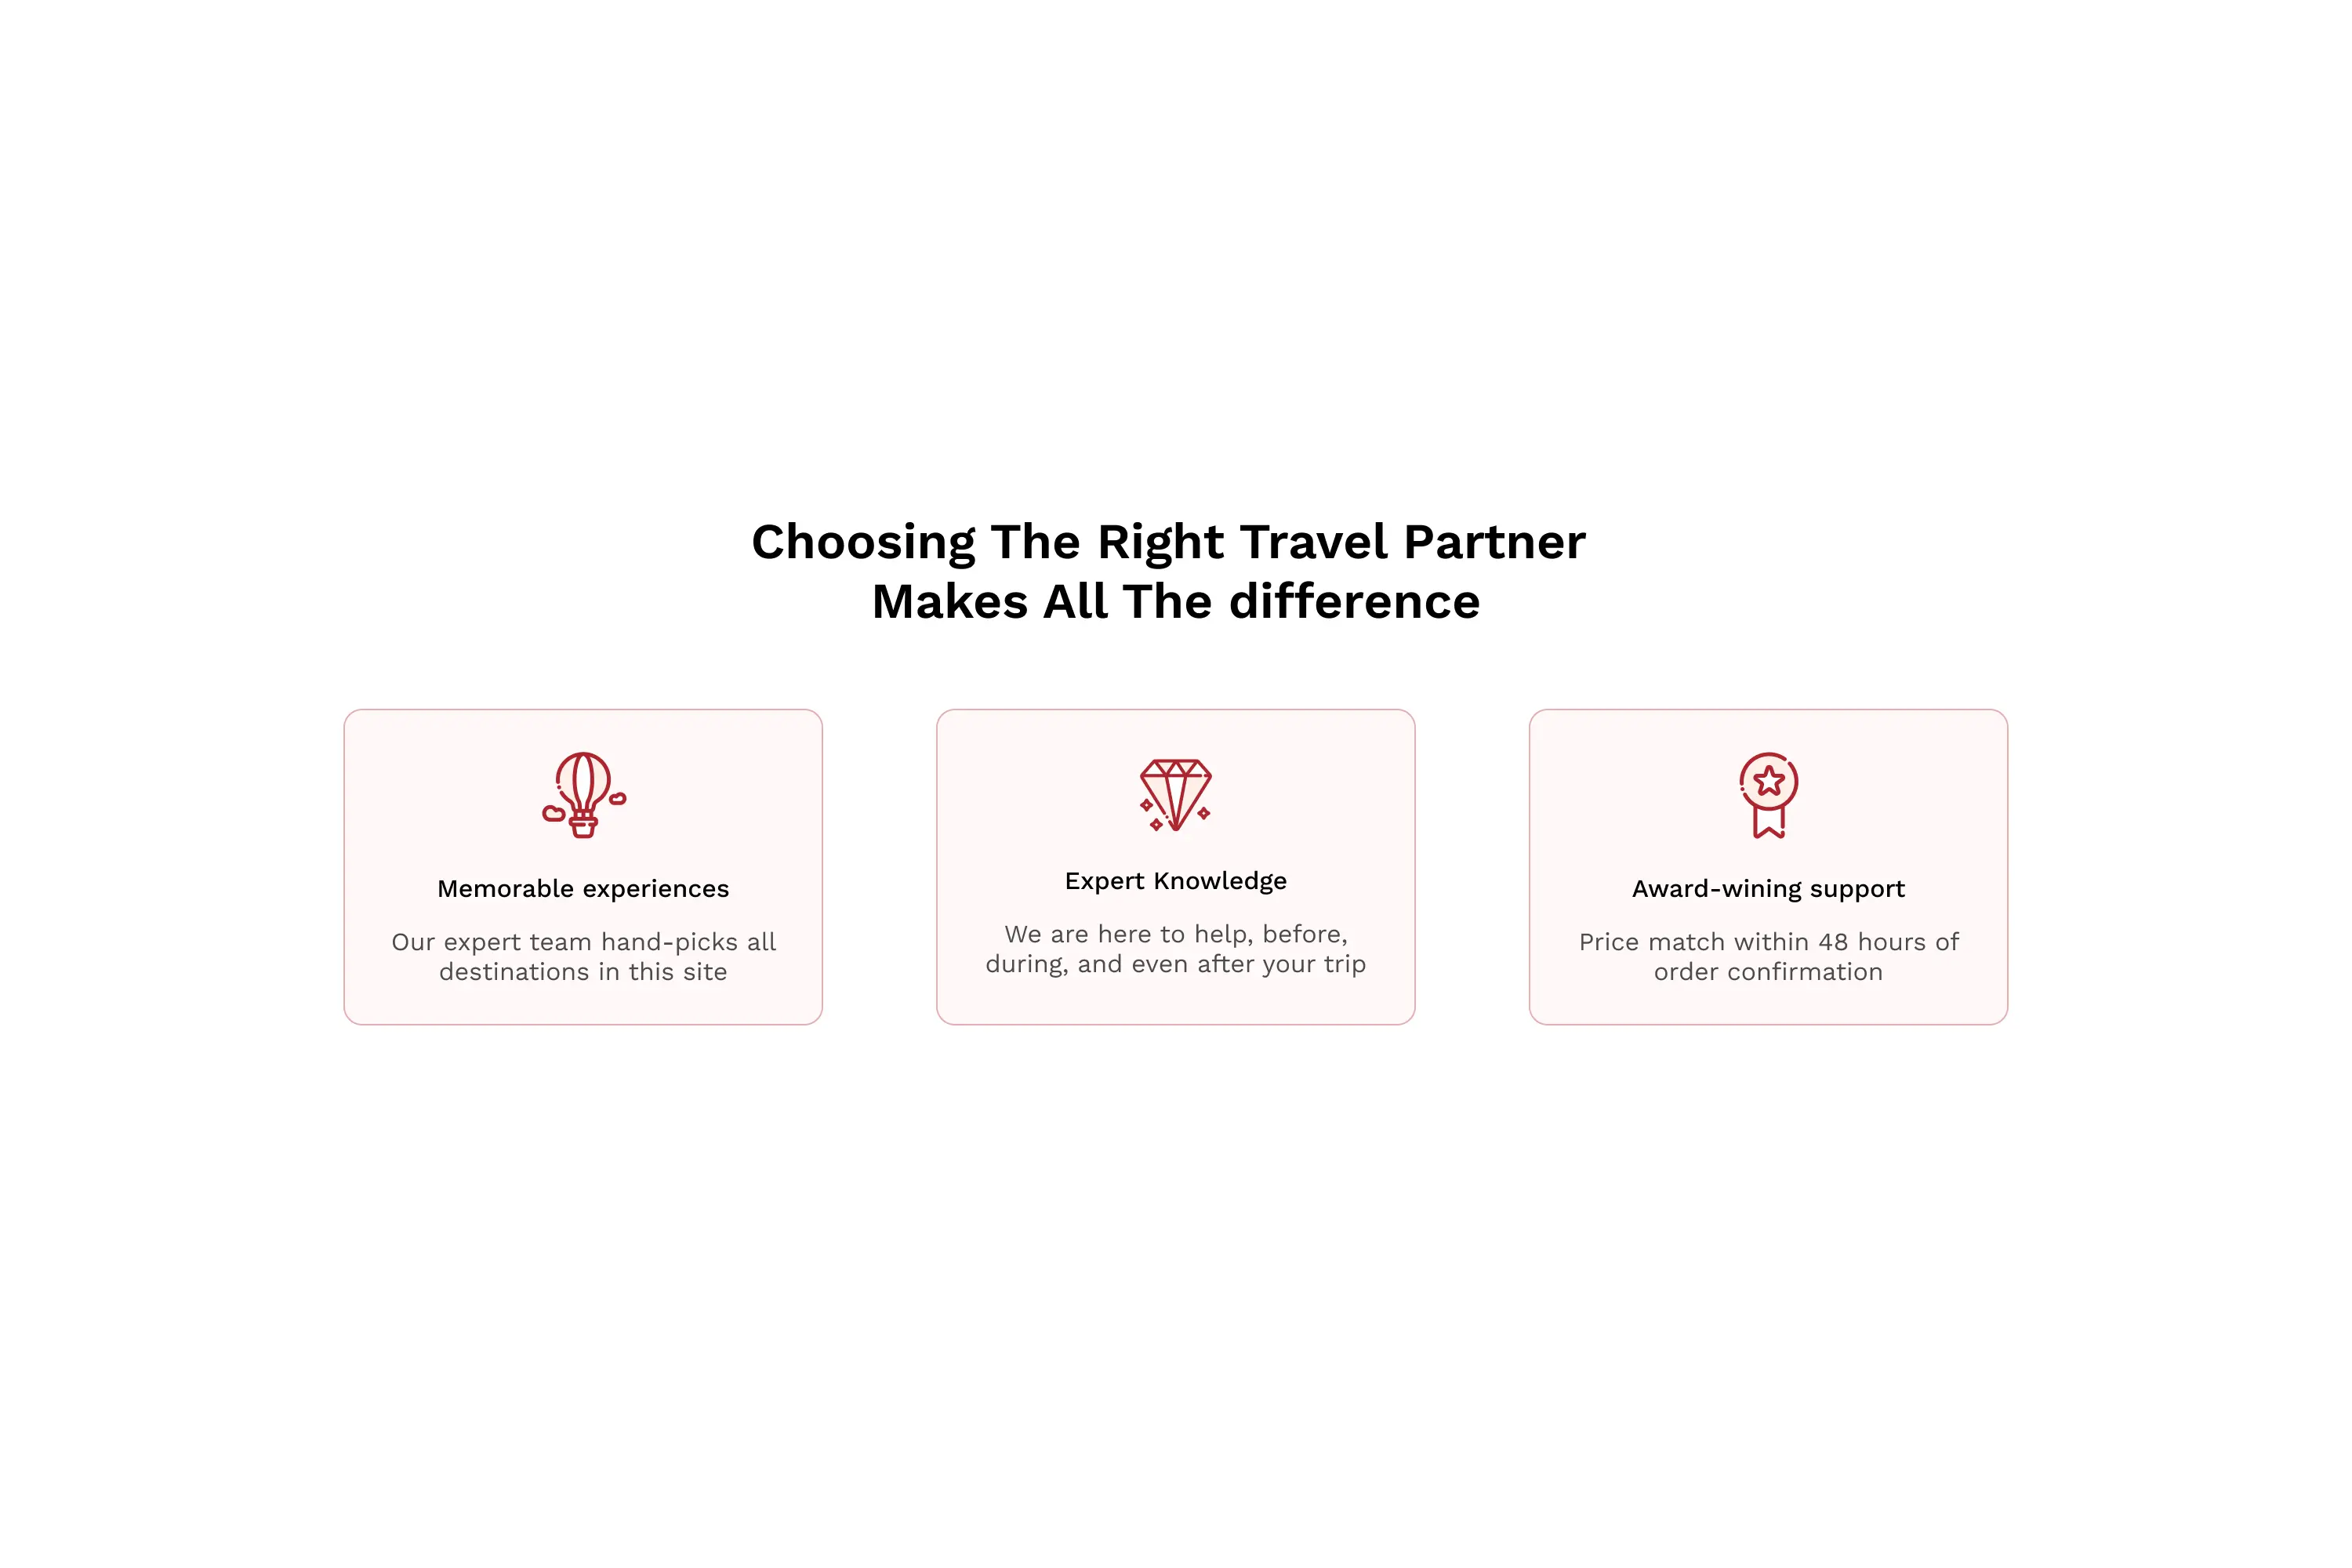 Choosing The Right Travel Partner
Makes All The difference
Memorable experiences
Our expert team hand-picks all
destinations in this site
Expert Knowledge
We are here to help, before,
during, and even after your trip
Award-wining support
Price match within 48 hours of
order confirmation